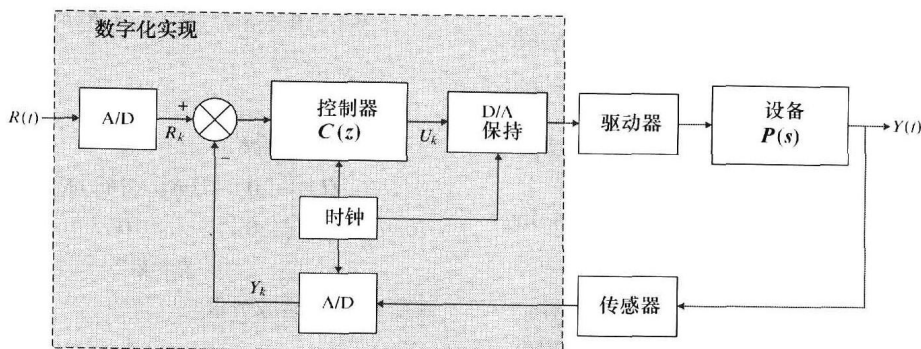 数字化实现
R(t)
A/D
+
R_k
−
控制器
C(z)
U_k
D/A
保持
驱动器
设备
P(s)
Y(t)
时钟
Y_k
A/D
传感器